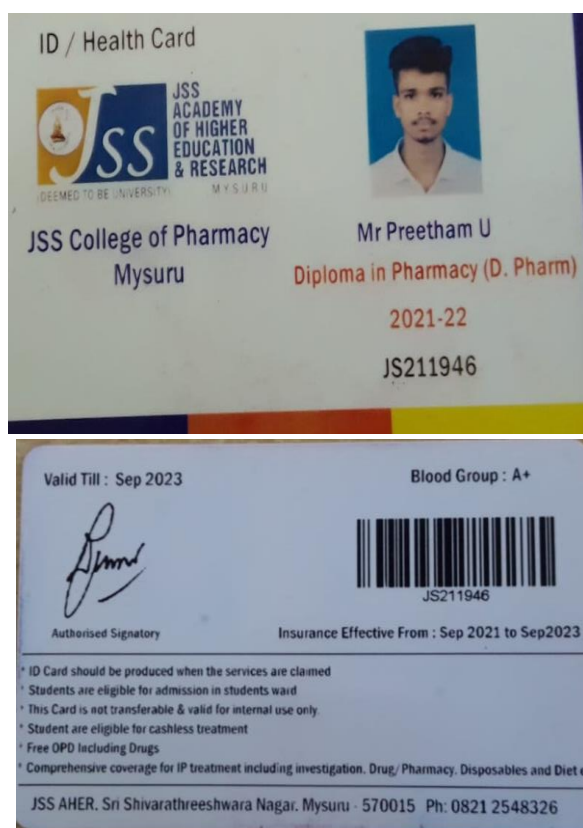 ID / Health Card
JSS
JSS
ACADEMY
OF HIGHER
EDUCATION
& RESEARCH
(DEEMED TO BE UNIVERSITY) MYSURU
JSS College of Pharmacy
Mysuru
Mr Preetham U
Diploma in Pharmacy (D. Pharm)
2021-22
JS211946
Valid Till : Sep 2023
Blood Group : A+
JS211946
Authorised Signatory
Insurance Effective From : Sep 2021 to Sep2023
* ID Card should be produced when the services are claimed
* Students are eligible for admission in students ward
* This Card is not transferable & valid for internal use only.
* Student are eligible for cashless treatment
* Free OPD Including Drugs
* Comprehensive coverage for IP treatment including investigation. Drug/Pharmacy. Disposables and Diet
JSS AHER. Sri Shivarathreeshwara Nagar. Mysuru - 570015 Ph: 0821 2548326